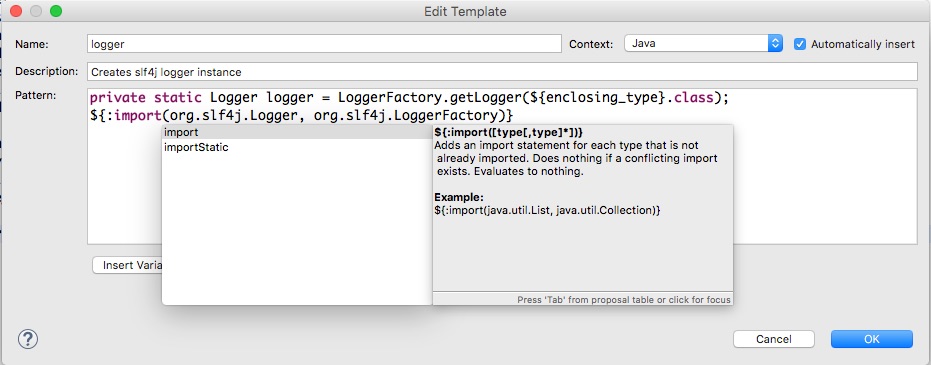 Edit Template
Name: logger Context: Java Automatically insert
Description: Creates slf4j logger instance
Pattern: private static Logger logger = LoggerFactory.getLogger(${enclosing_type}.class);
${:import(org.slf4j.Logger, org.slf4j.LoggerFactory)}
import
importStatic
${:import([type[,type]*])}
Adds an import statement for each type that is not
already imported. Does nothing if a conflicting import
exists. Evaluates to nothing.
Example:
${:import(java.util.List, java.util.Collection)}
Insert Varia
Press 'Tab' from proposal table or click for focus
? Cancel OK